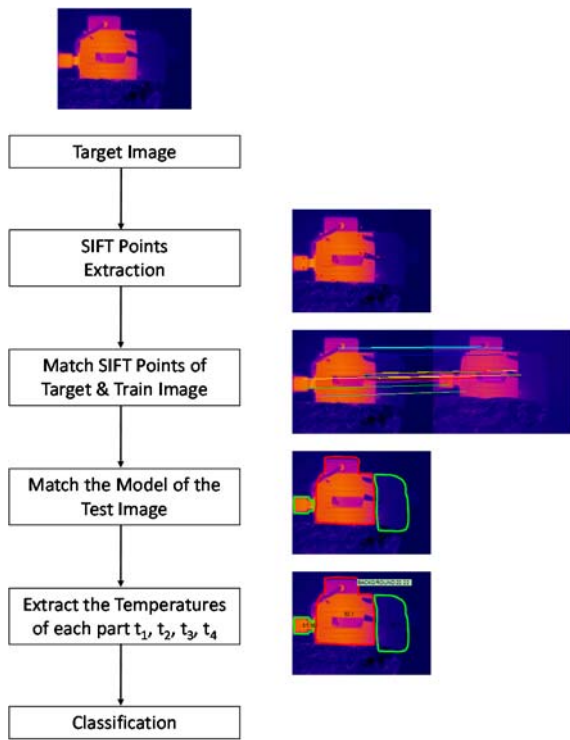 Target Image
SIFT Points
Extraction
Match SIFT Points of
Target & Train Image
Match the Model of the
Test Image
Extract the Temperatures
of each part t₁, t₂, t₃, t₄
Classification